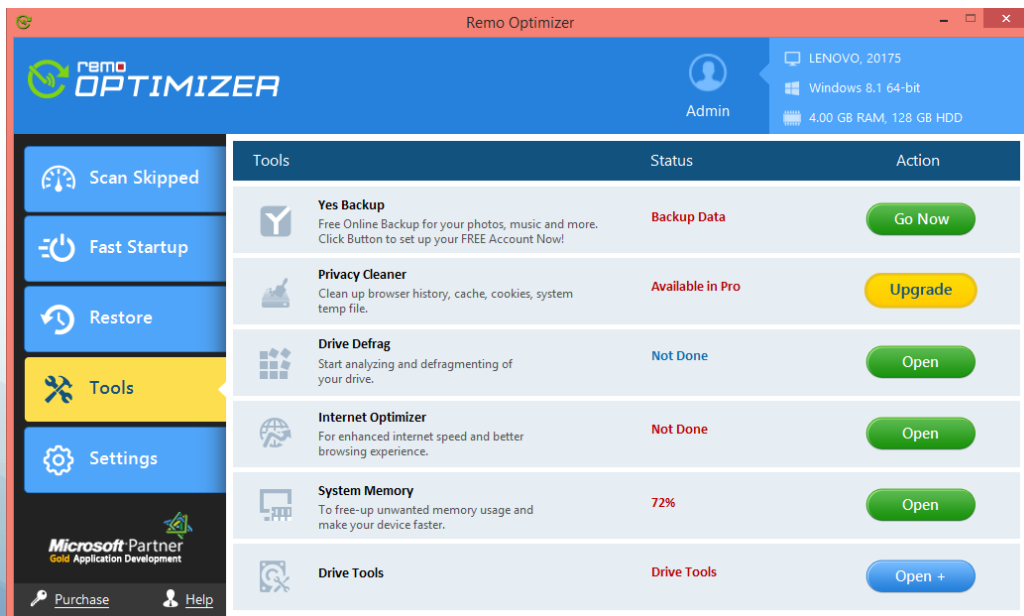 Remo Optimizer
remo
OPTIMIZER
Admin
LENOVO, 20175
Windows 8.1 64-bit
4.00 GB RAM, 128 GB HDD
Scan Skipped
Fast Startup
Restore
Tools
Settings
Microsoft Partner
Gold Application Development
Purchase
Help
Tools Status Action
Yes Backup
Free Online Backup for your photos, music and more.
Click Button to set up your FREE Account Now!
Backup Data
Go Now
Privacy Cleaner
Clean up browser history, cache, cookies, system
temp file.
Available in Pro
Upgrade
Drive Defrag
Start analyzing and defragmenting of
your drive.
Not Done
Open
Internet Optimizer
For enhanced internet speed and better
browsing experience.
Not Done
Open
System Memory
To free-up unwanted memory usage and
make your device faster.
72%
Open
Drive Tools
Drive Tools
Open +